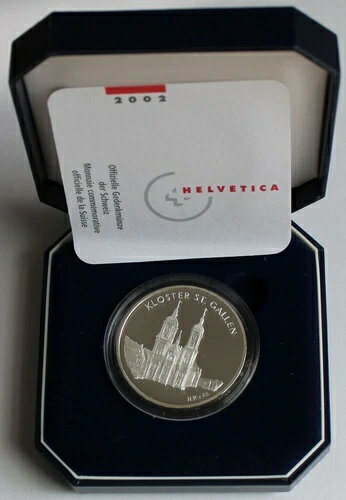 2002
Offizielle Gedenkmünze
der Schweiz
Monnaie commémorative
officielle de la Suisse
HELVETICA
KLOSTER ST. GALLEN